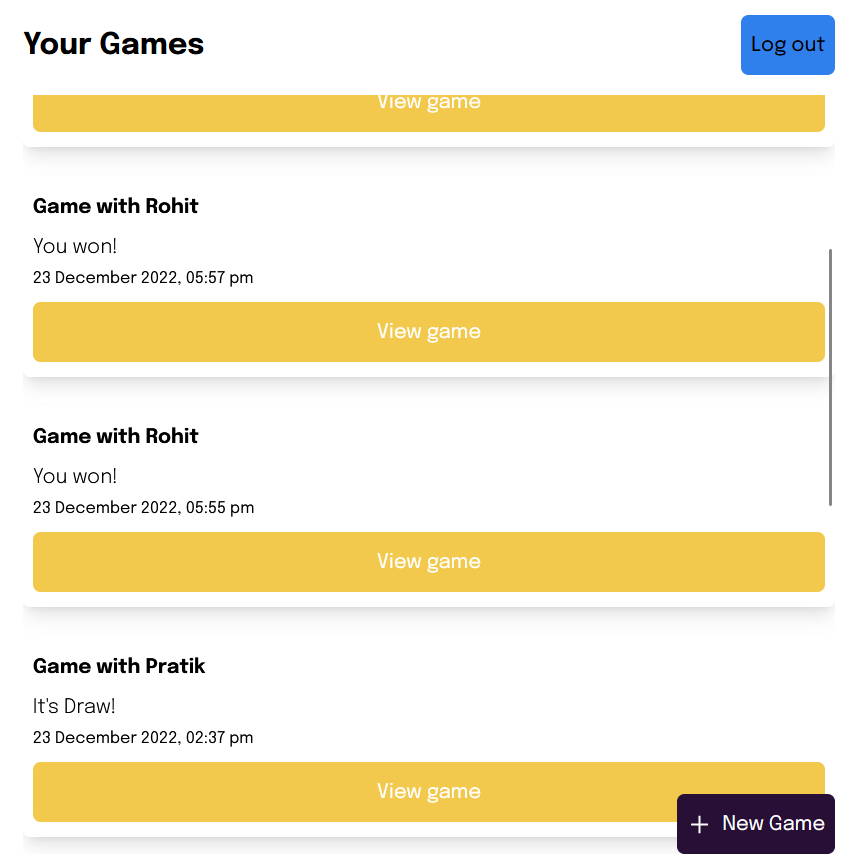 Your Games
Log out
View game
Game with Rohit
You won!
23 December 2022, 05:57 pm
View game
Game with Rohit
You won!
23 December 2022, 05:55 pm
View game
Game with Pratik
It's Draw!
23 December 2022, 02:37 pm
View game
+ New Game